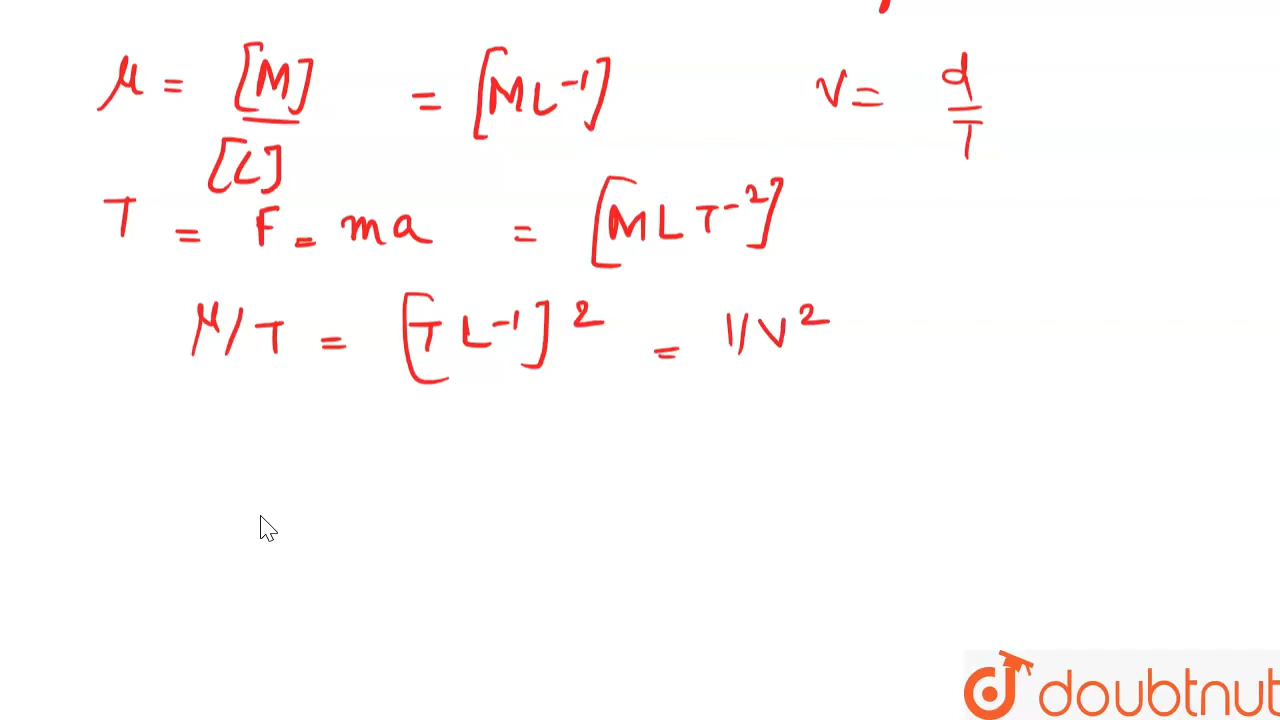 μ = [M] / [L] = [ML⁻¹] v = d / T
T = F = ma = [MLT⁻²]
μ/T = [TL⁻¹]² = 1/V²
doubtnut